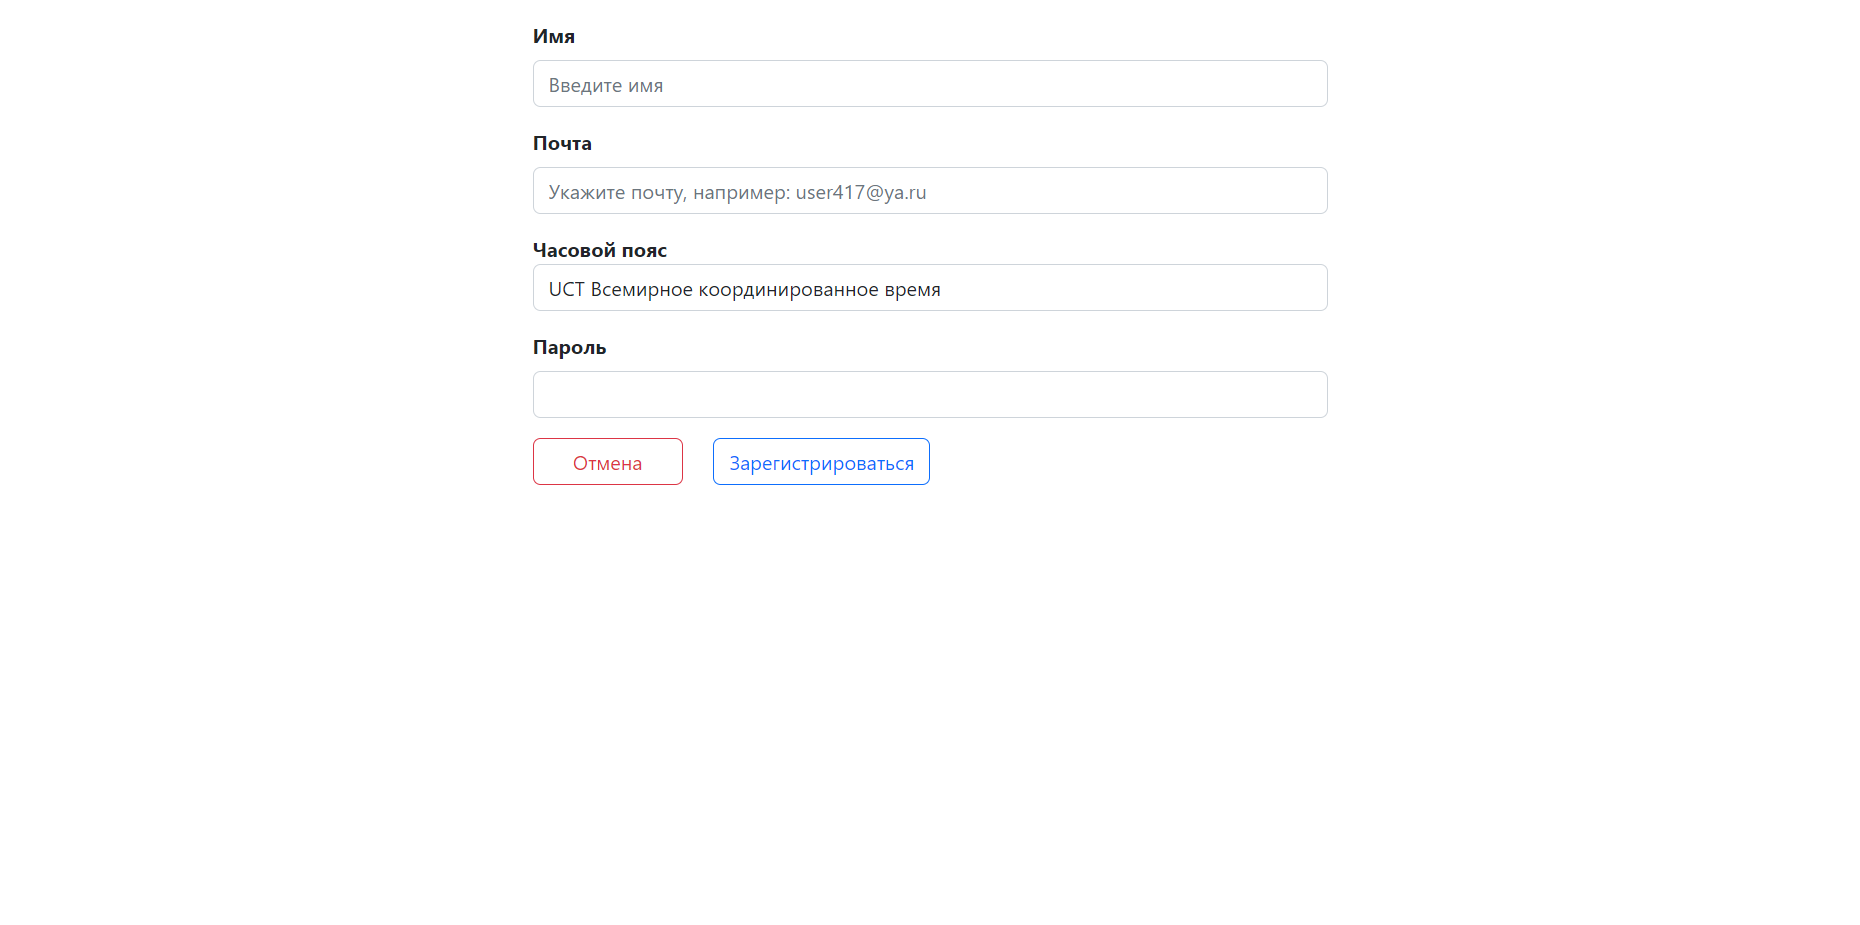 Имя
Введите имя
Почта
Укажите почту, например: user417@ya.ru
Часовой пояс
UCT Всемирное координированное время
Пароль
Отмена Зарегистрироваться